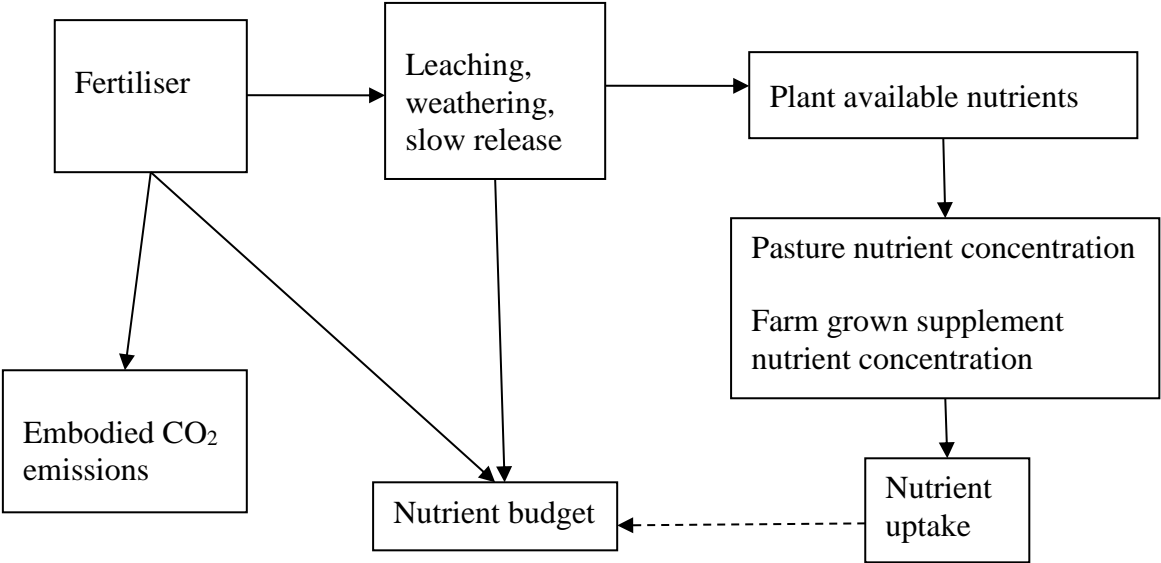 Fertiliser
Leaching,
weathering,
slow release
Plant available nutrients
Pasture nutrient concentration
Farm grown supplement
nutrient concentration
Embodied CO₂
emissions
Nutrient budget
Nutrient
uptake